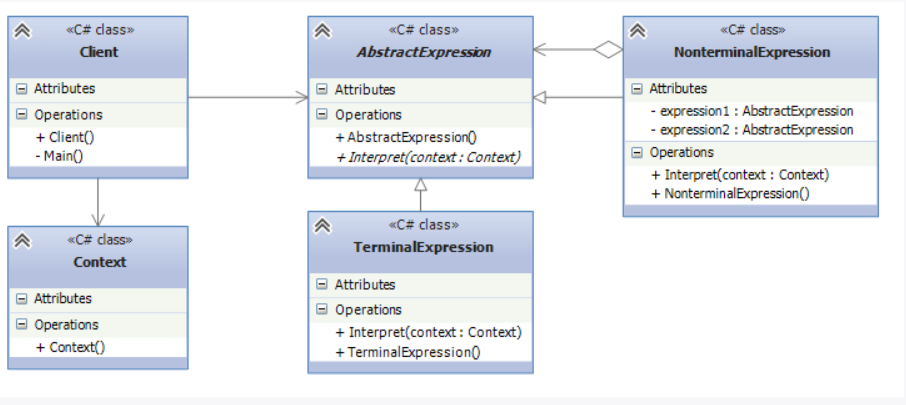 «C# class»
Client
Attributes
Operations
+ Client()
- Main()
«C# class»
AbstractExpression
Attributes
Operations
+ AbstractExpression()
+ Interpret(context : Context)
«C# class»
NonterminalExpression
Attributes
- expression1 : AbstractExpression
- expression2 : AbstractExpression
Operations
+ Interpret(context : Context)
+ NonterminalExpression()
«C# class»
Context
Attributes
Operations
+ Context()
«C# class»
TerminalExpression
Attributes
Operations
+ Interpret(context : Context)
+ TerminalExpression()